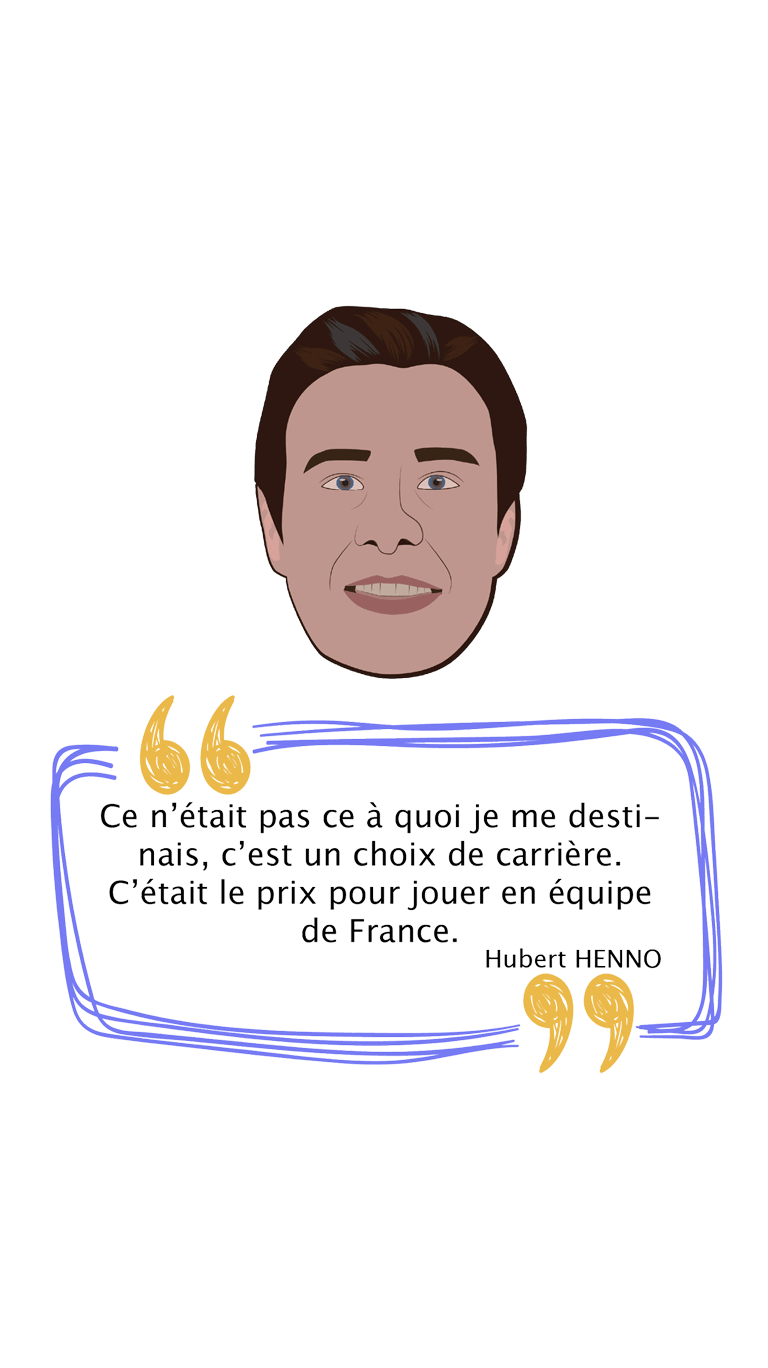 Ce n’était pas ce à quoi je me desti-
nais, c’est un choix de carrière.
C’était le prix pour jouer en équipe
de France.
Hubert HENNO